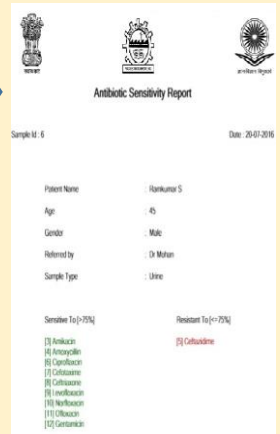 Antibiotic Sensitivity Report
Sample Id : 6 Date : 20-07-2016
Patient Name : Ramkumar S
Age : 45
Gender : Male
Referred by : Dr Mohan
Sample Type : Urine
Sensitive To [>75%] Resistant To [<=75%]
[3] Amikacin [5] Ceftazidime
[4] Amoxycillin
[6] Ciprofloxacin
[7] Cefotaxime
[8] Ceftriaxone
[9] Levofloxacin
[10] Norfloxacin
[11] Ofloxacin
[12] Gentamicin